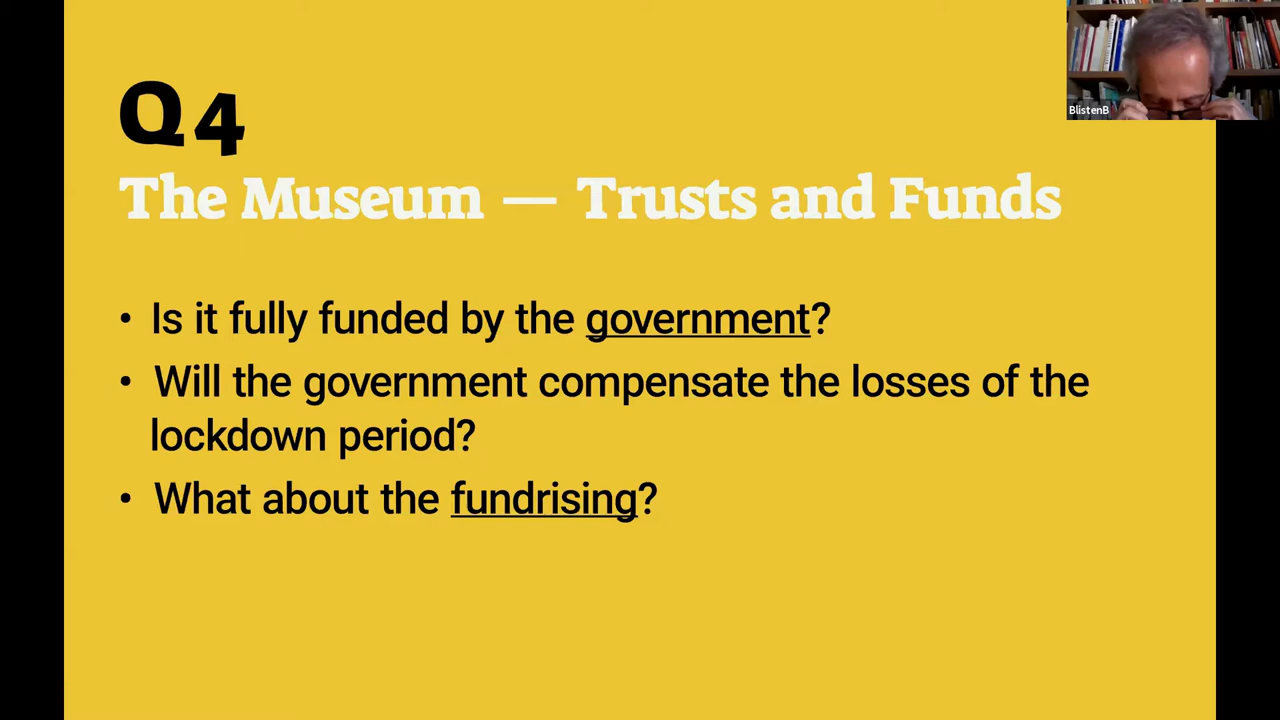 Q4
The Museum — Trusts and Funds
• Is it fully funded by the government?
• Will the government compensate the losses of the
lockdown period?
• What about the fundrising?
BlistenB